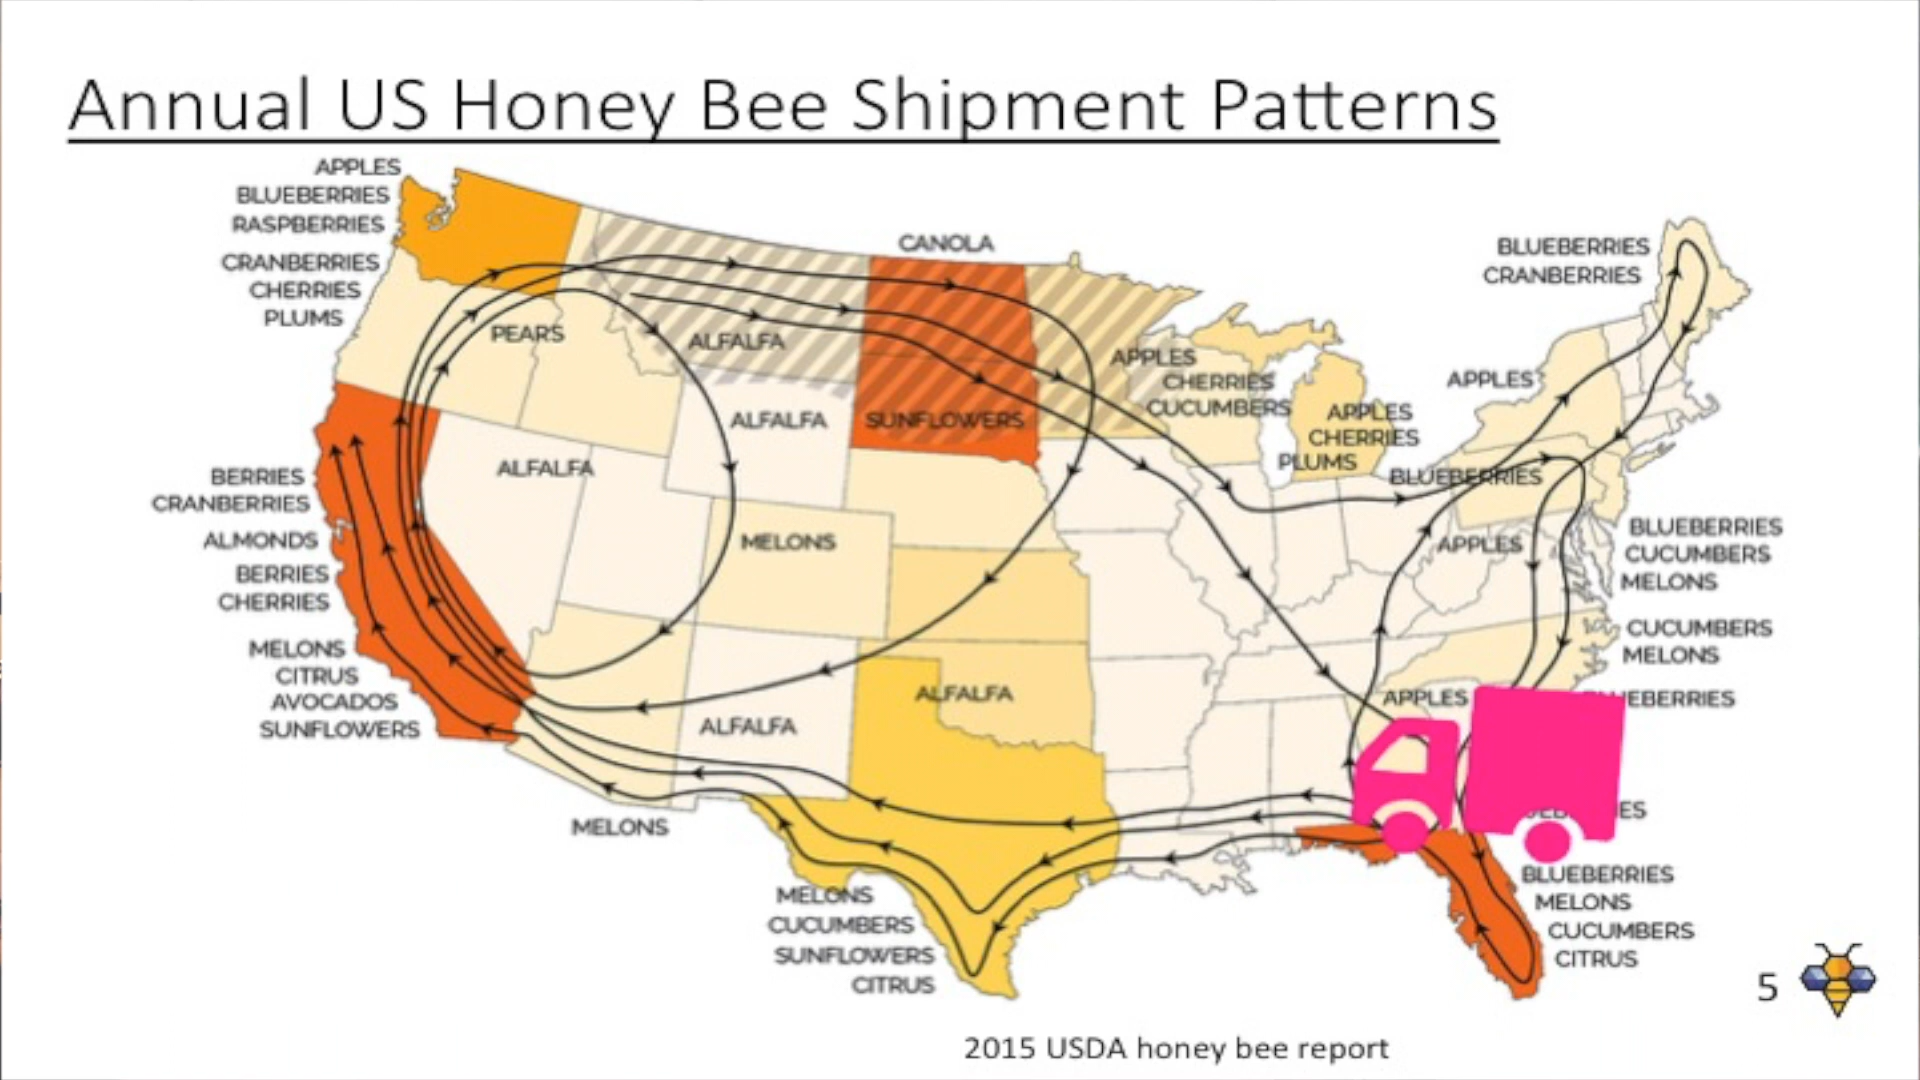 Annual US Honey Bee Shipment Patterns
APPLES
BLUEBERRIES
RASPBERRIES
CRANBERRIES
CHERRIES
PLUMS
PEARS
CANOLA
ALFALFA
ALFALFA
SUNFLOWERS
APPLES
CHERRIES
CUCUMBERS
APPLES
CHERRIES
PLUMS
BLUEBERRIES
CRANBERRIES
APPLES
BLUEBERRIES
APPLES
BERRIES
CRANBERRIES
ALMONDS
BERRIES
CHERRIES
MELONS
CITRUS
AVOCADOS
SUNFLOWERS
ALFALFA
MELONS
ALFALFA
ALFALFA
MELONS
MELONS
CUCUMBERS
SUNFLOWERS
CITRUS
BLUEBERRIES
CUCUMBERS
MELONS
CUCUMBERS
MELONS
APPLES
BLUEBERRIES
MELONS
CUCUMBERS
CITRUS
5
2015 USDA honey bee report